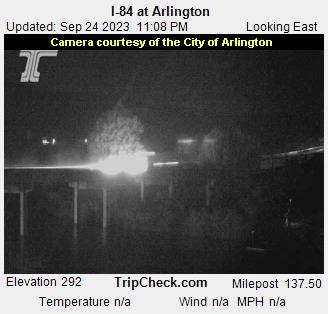 I-84 at Arlington
Updated: Sep 24 2023 11:08 PM Looking East
Camera courtesy of the City of Arlington
Elevation 292 TripCheck.com Milepost 137.50
Temperature n/a Wind n/a MPH n/a